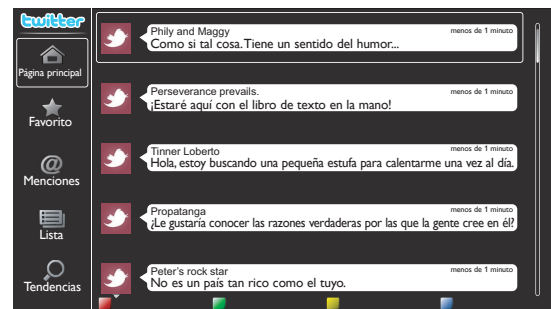 twitter
Página principal
Favorito
@
Menciones
Lista
Tendencias
Phily and Maggy
menos de 1 minuto
Como si tal cosa. Tiene un sentido del humor...
Perseverance prevails.
menos de 1 minuto
¡Estaré aquí con el libro de texto en la mano!
Tinner Loberto
menos de 1 minuto
Hola, estoy buscando una pequeña estufa para calentarme una vez al día.
Propatanga
menos de 1 minuto
¿Le gustaría conocer las razones verdaderas por las que la gente cree en él?
Peter's rock star
menos de 1 minuto
No es un país tan rico como el tuyo.